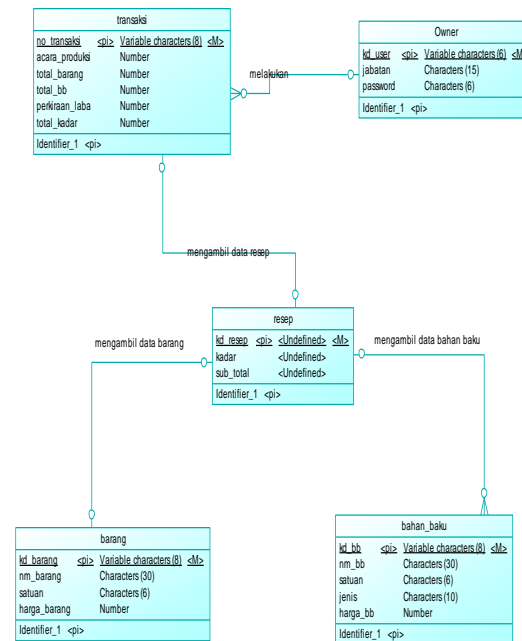 transaksi
no_transaksi <pi> Variable characters (8) <M>
acara_produksi Number
total_barang Number
total_bb Number
perkiraan_laba Number
total_kadar Number
Identifier_1 <pi>
melakukan
Owner
kd_user <pi> Variable characters (6) <M>
jabatan Characters (15)
password Characters (6)
Identifier_1 <pi>
mengambil data resep
resep
kd_resep <pi> <Undefined> <M>
kadar <Undefined>
sub_total <Undefined>
Identifier_1 <pi>
mengambil data barang
mengambil data bahan baku
barang
kd_barang <pi> Variable characters (8) <M>
nm_barang Characters (30)
satuan Characters (6)
harga_barang Number
Identifier_1 <pi>
bahan_baku
kd_bb <pi> Variable characters (8) <M>
nm_bb Characters (30)
satuan Characters (6)
jenis Characters (10)
harga_bb Number
Identifier_1 <pi>